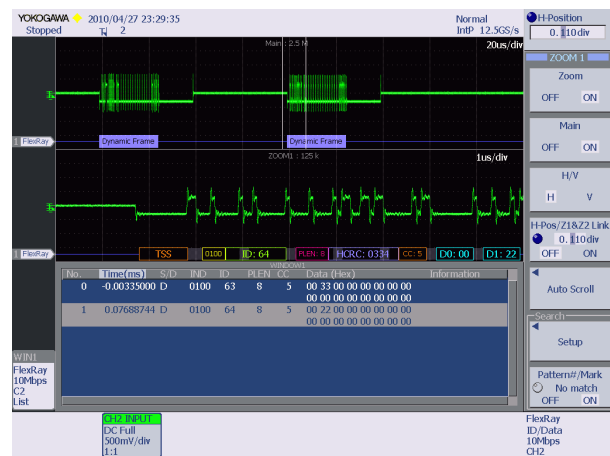 YOKOGAWA 2010/04/27 23:29:35 Normal
Stopped 2 IntP 12.5GS/s
Main : 2.5 M
20us/div
1 FlexRay Dynamic Frame Dynamic Frame
ZOOM1 : 125 k
1us/div
1 FlexRay TSS 0100 ID: 64 PLEN: 8 HCRC: 0334 CC: 5 D0: 00 D1: 22
WINDOW1
No. Time(ms) S/D IND ID PLEN CC Data (Hex) Information
0 -0.00335000 D 0100 63 8 5 00 33 00 00 00 00 00 00
00 00 00 00 00 00 00 00
1 0.07688744 D 0100 64 8 5 00 22 00 00 00 00 00 00
00 00 00 00 00 00 00 00
WIN1
FlexRay
10Mbps
C2
List
CH2 INPUT
DC Full
500mV/div
1:1
H-Position
0.110div
ZOOM 1
Zoom
OFF ON
Main
OFF ON
H/V
H V
H-Pos/Z1&Z2 Link
0.110div
OFF ON
Auto Scroll
Search
Setup
Pattern#/Mark
No match
OFF ON
FlexRay
ID/Data
10Mbps
CH2